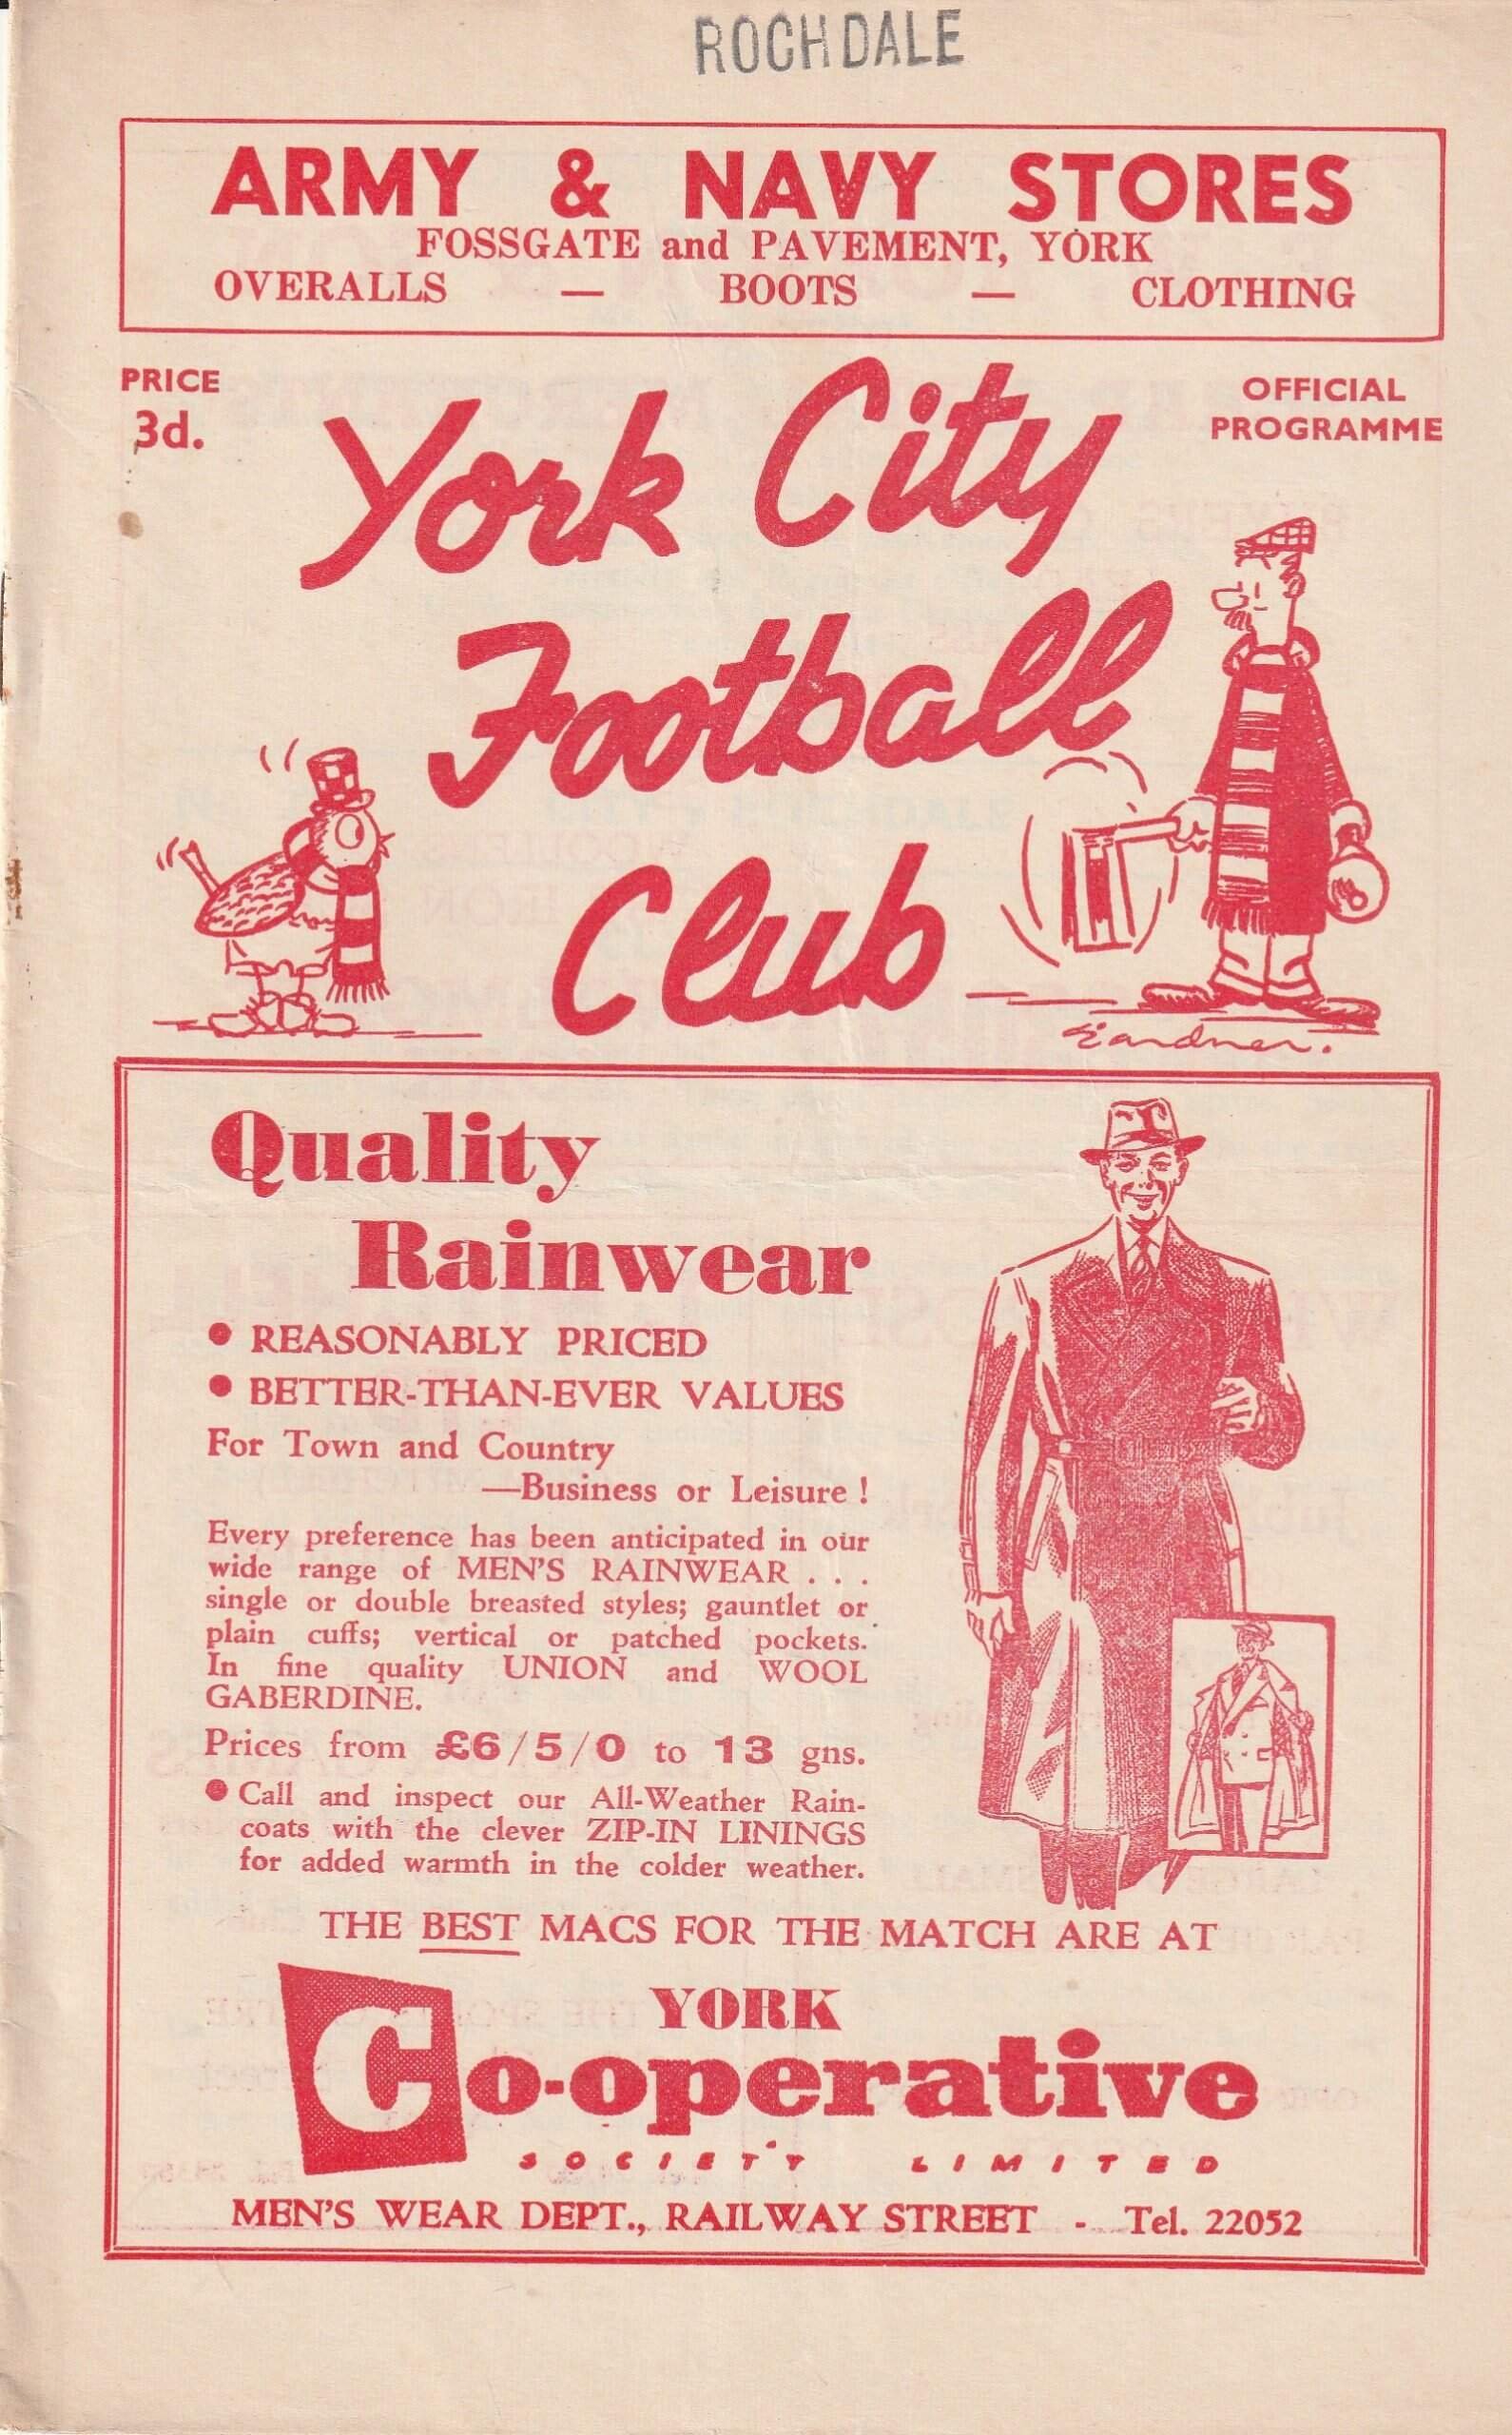 ROCHDALE
ARMY & NAVY STORES
FOSSGATE and PAVEMENT, YORK
OVERALLS — BOOTS — CLOTHING
PRICE
3d.
OFFICIAL
PROGRAMME
York City
Football
Club
Gardner.
Quality
Rainwear
• REASONABLY PRICED
• BETTER-THAN-EVER VALUES
For Town and Country
—Business or Leisure !
Every preference has been anticipated in our
wide range of MEN'S RAINWEAR . . .
single or double breasted styles; gauntlet or
plain cuffs; vertical or patched pockets.
In fine quality UNION and WOOL
GABERDINE.
Prices from £6/5/0 to 13 gns.
• Call and inspect our All-Weather Rain-
coats with the clever ZIP-IN LININGS
for added warmth in the colder weather.
THE BEST MACS FOR THE MATCH ARE AT
YORK
Co-operative
SOCIETY LIMITED
MEN'S WEAR DEPT., RAILWAY STREET - Tel. 22052